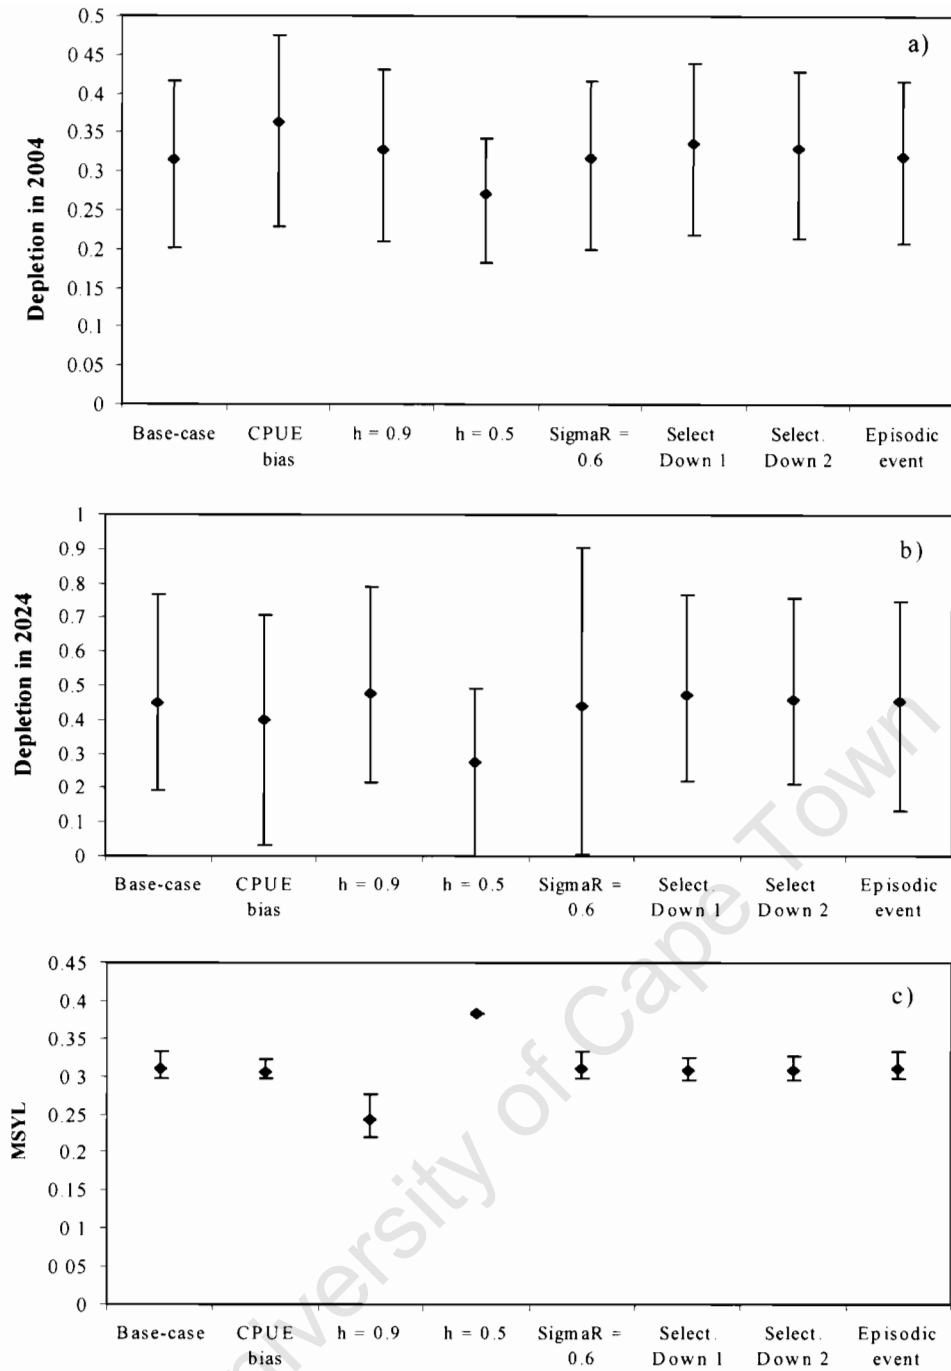 a)
Depletion in 2004
0.5
0 45
0.4
0.35
0.3
0.25
0 2
0.15
0.1
0.05
0
Base-case CPUE h = 0.9 h = 0.5 SigmaR = Select Select. Episodic
bias 0.6 Down 1 Down 2 event
b)
Depletion in 2024
1
0.9
0.8
0.7
0.6
0.5
0.4
0.3
0.2
0.1
0
Base-case CPUE h = 0.9 h = 0.5 SigmaR = Select. Select Episodic
bias 0.6 Down 1 Down 2 event
c)
MSYL
0.45
0.4
0.35
0.3
0.25
0.2
0 15
0 1
0 05
0
Base-case CPUE h = 0.9 h = 0.5 SigmaR = Select. Select. Episodic
bias 0.6 Down 1 Down 2 event
University of Cape Town